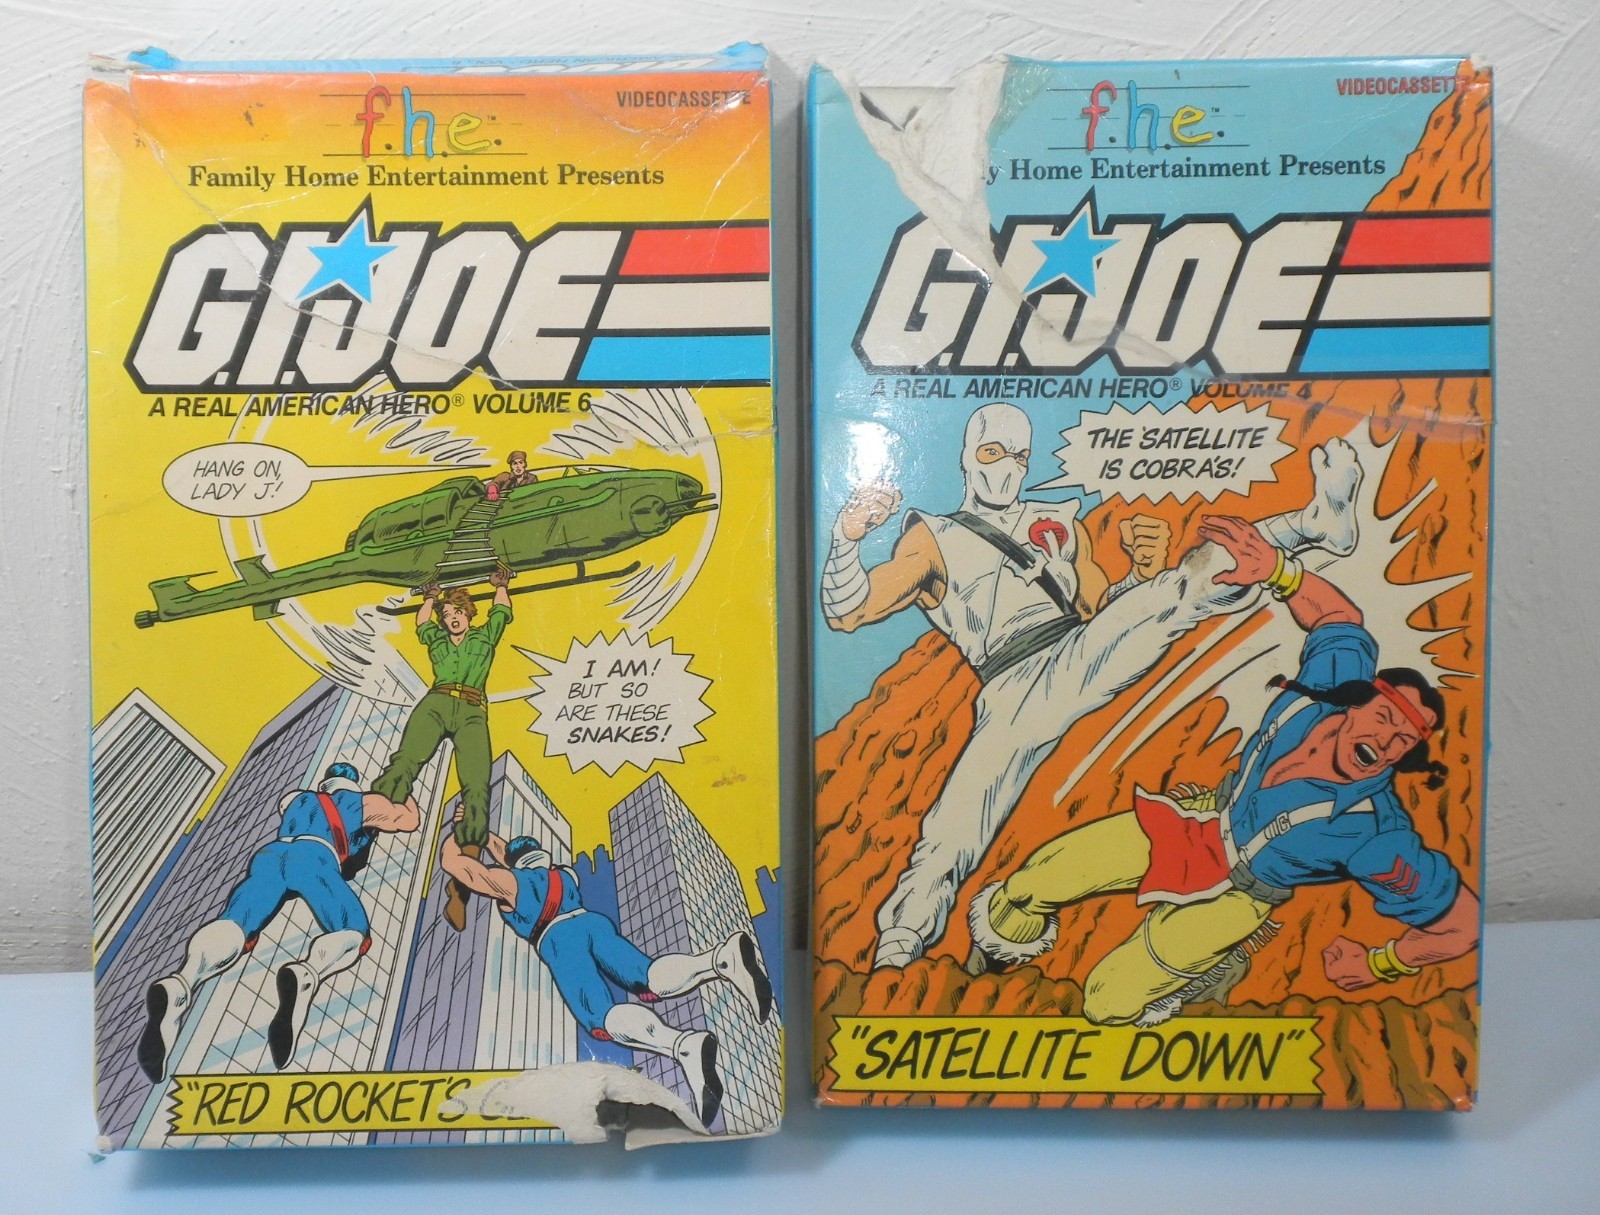 f.h.e.™
VIDEOCASSETTE
Family Home Entertainment Presents
G.I. JOE
A REAL AMERICAN HERO® VOLUME 6
HANG ON,
LADY J.!
I AM!
BUT SO
ARE THESE
SNAKES!
"RED ROCKET'S
f.h.e.™
VIDEOCASSETTE
Home Entertainment Presents
G.I. JOE
A REAL AMERICAN HERO® VOLUME 4
THE SATELLITE
IS COBRA'S!
"SATELLITE DOWN"